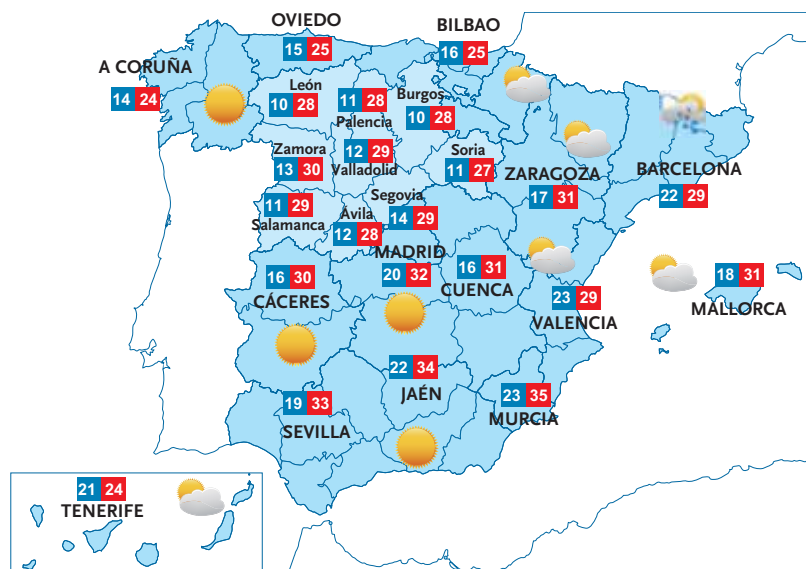 OVIEDO
15 25
BILBAO
16 25
A CORUÑA
14 24
León
10 28
11 28
Palencia
Burgos
10 28
Zamora
13 30
12 29
Valladolid
Soria
11 27
ZARAGOZA
17 31
BARCELONA
22 29
11 29
Salamanca
Segovia
14 29
Ávila
12 28
MADRID
20 32
16 31
CUENCA
16 30
CÁCERES
23 29
VALENCIA
18 31
MALLORCA
22 34
JAÉN
19 33
SEVILLA
23 35
MURCIA
21 24
TENERIFE